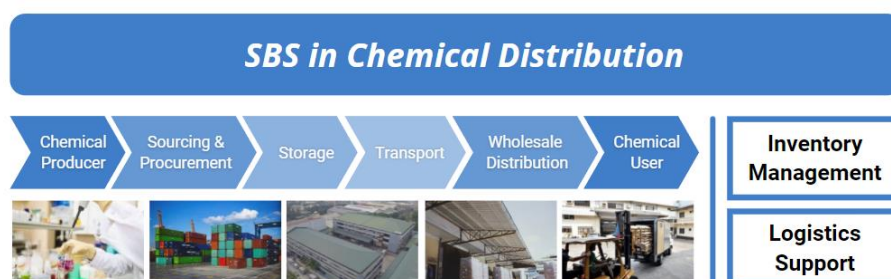 SBS in Chemical Distribution
Chemical
Producer
Sourcing &
Procurement
Storage
Transport
Wholesale
Distribution
Chemical
User
Inventory
Management
Logistics
Support